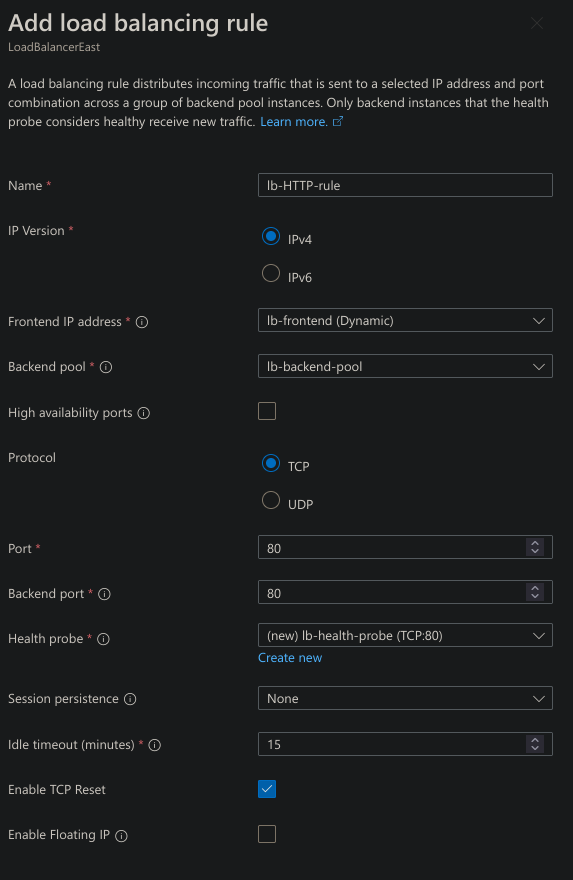 Add load balancing rule
LoadBalancerEast
A load balancing rule distributes incoming traffic that is sent to a selected IP address and port
combination across a group of backend pool instances. Only backend instances that the health
probe considers healthy receive new traffic. Learn more.
Name *
lb-HTTP-rule
IP Version *
IPv4
IPv6
Frontend IP address *
lb-frontend (Dynamic)
Backend pool *
lb-backend-pool
High availability ports
Protocol
TCP
UDP
Port *
80
Backend port *
80
Health probe *
(new) lb-health-probe (TCP:80)
Create new
Session persistence
None
Idle timeout (minutes) *
15
Enable TCP Reset
Enable Floating IP